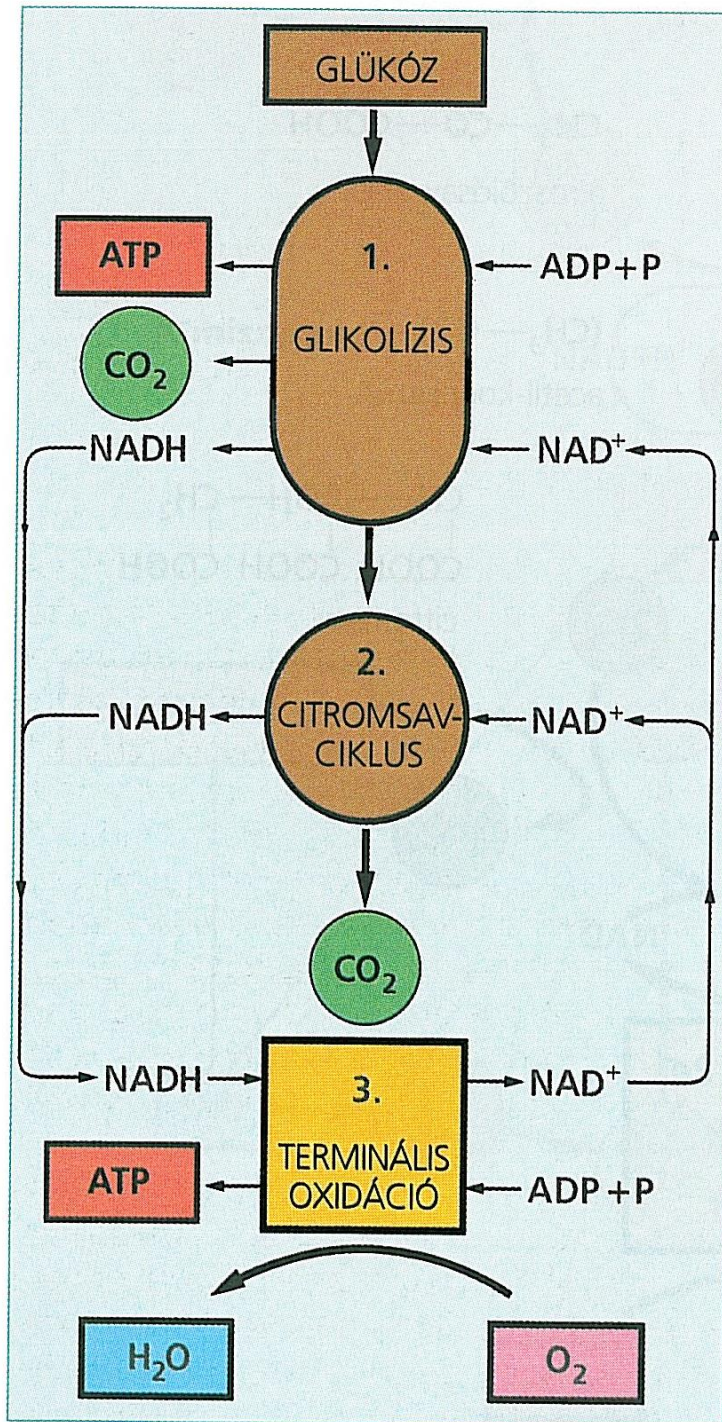 GLÜKÓZ
1.
ATP
ADP+P
GLIKOLÍZIS
CO₂
NADH
NAD⁺
2.
CITROMSAV-
CIKLUS
NADH
NAD⁺
CO₂
NADH
3.
NAD⁺
TERMINÁLIS
OXIDÁCIÓ
ATP
ADP+P
H₂O
O₂